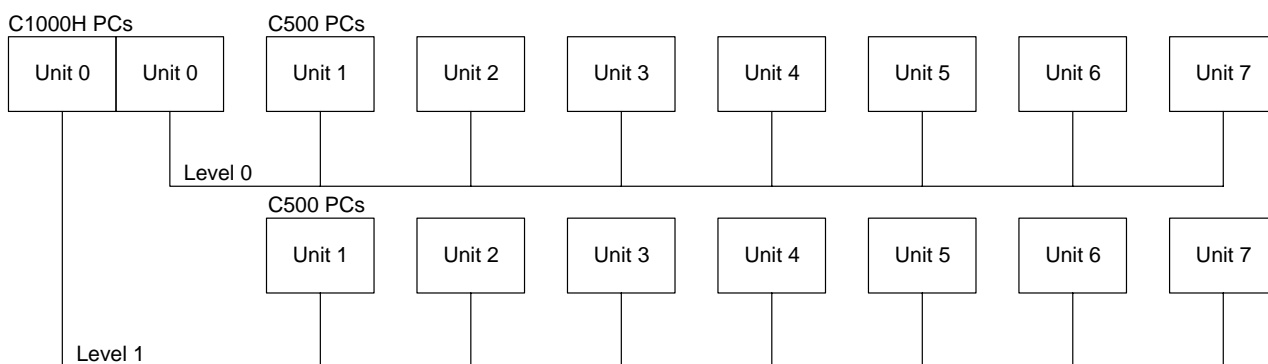 C1000H PCs
C500 PCs
Unit 0
Unit 0
Unit 1
Unit 2
Unit 3
Unit 4
Unit 5
Unit 6
Unit 7
Level 0
C500 PCs
Unit 1
Unit 2
Unit 3
Unit 4
Unit 5
Unit 6
Unit 7
Level 1